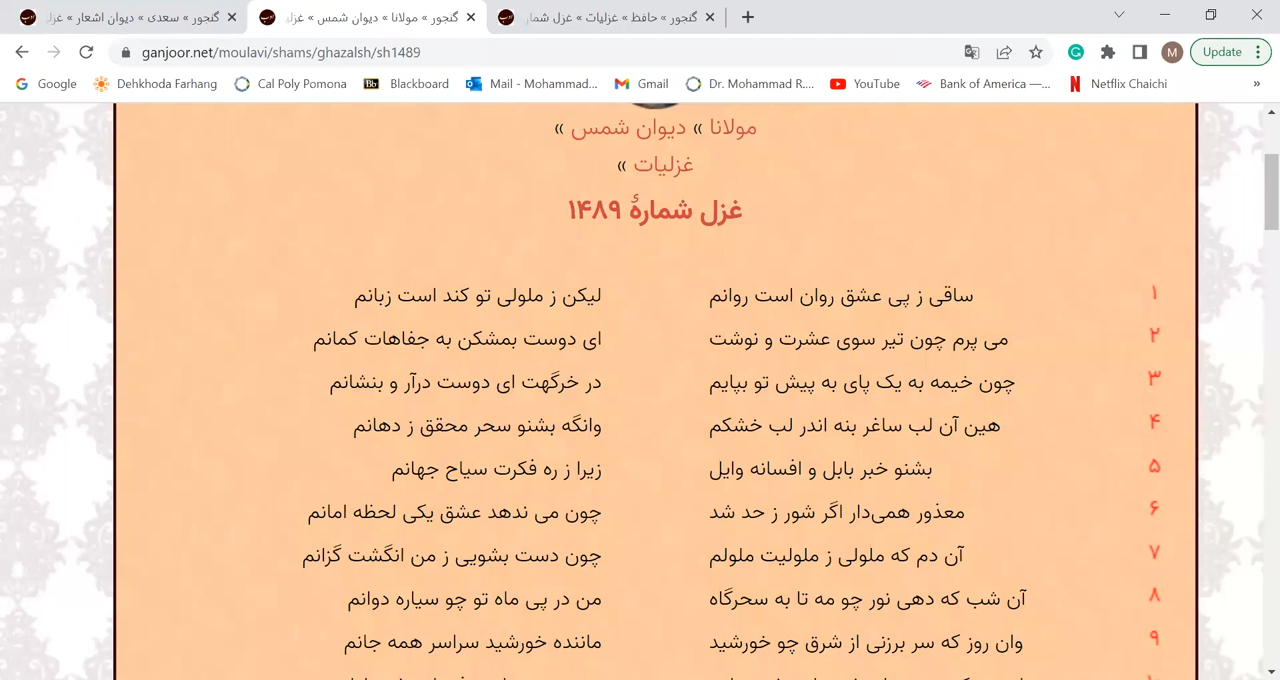 گنجور » سعدی » دیوان اشعار » غزل
گنجور » مولانا » دیوان شمس » غزلی
گنجور » حافظ » غزلیات » غزل شمار
ganjoor.net/moulavi/shams/ghazalsh/sh1489
M
Update
Google
Dehkhoda Farhang
Cal Poly Pomona
Bb
Blackboard
Mail - Mohammad...
Gmail
Dr. Mohammad R....
YouTube
Bank of America —...
Netflix Chaichi
»
مولانا » دیوان شمس »
غزلیات »
غزل شمارهٔ ۱۴۸۹
۱ ساقی ز پی عشق روان است روانم لیکن ز ملولی تو کند است زبانم
۲ می پرم چون تیر سوی عشرت و نوشت ای دوست بمشکن به جفاهات کمانم
۳ چون خیمه به یک پای به پیش تو بپایم در خرگهت ای دوست درآر و بنشانم
۴ هین آن لب ساغر بنه اندر لب خشکم وانگه بشنو سحر محقق ز دهانم
۵ بشنو خبر بابل و افسانه وایل زیرا ز ره فکرت سیاح جهانم
۶ معذور همی‌دار اگر شور ز حد شد چون می ندهد عشق یکی لحظه امانم
۷ آن دم که ملولی ز ملولیت ملولم چون دست بشویی ز من انگشت گزانم
۸ آن شب که دهی نور چو مه تا به سحرگاه من در پی ماه تو چو سیاره دوانم
۹ وان روز که سر برزنی از شرق چو خورشید ماننده خورشید سراسر همه جانم